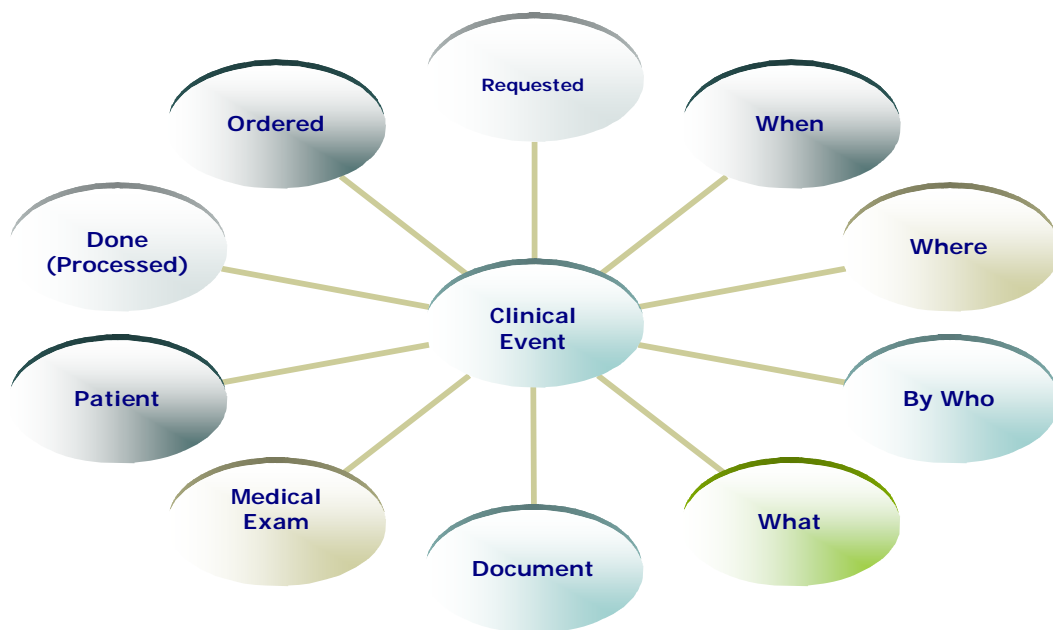 Requested
Ordered
When
Done
(Processed)
Where
Clinical
Event
Patient
By Who
Medical
Exam
What
Document